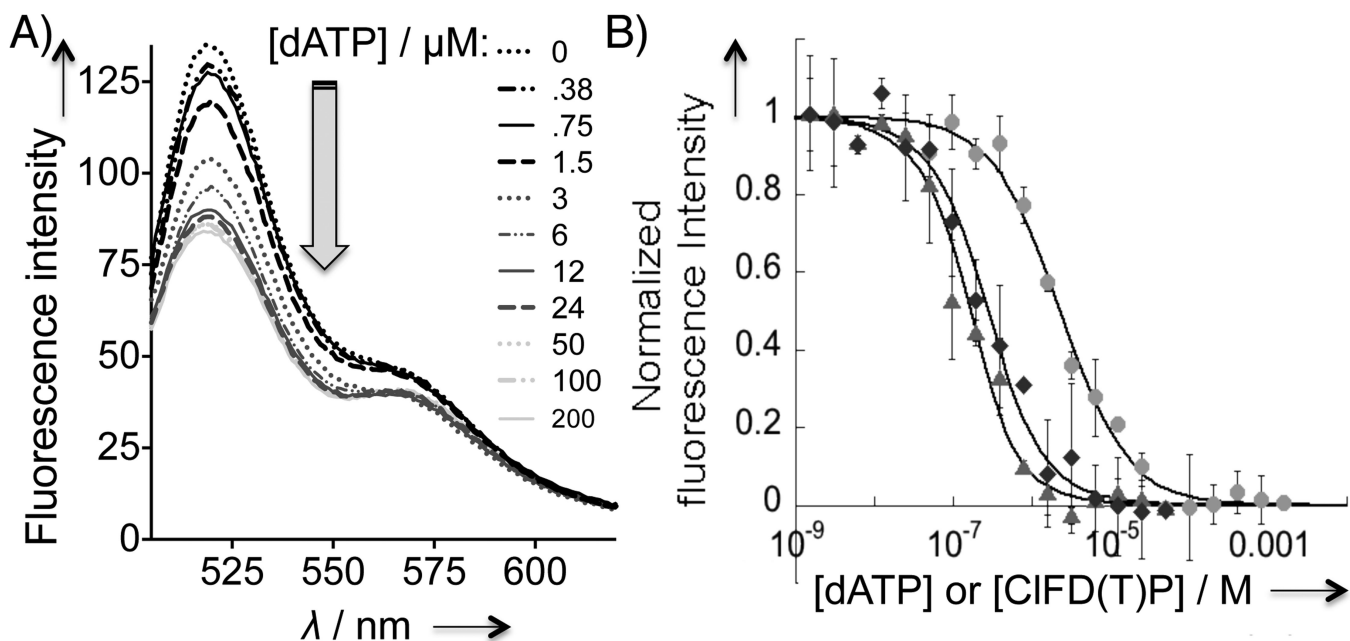 A)
[dATP] / μM:
0
.38
.75
1.5
3
6
12
24
50
100
200
Fluorescence intensity
125
100
75
50
25
0
525 550 575 600
λ / nm
B)
Normalized
fluorescence Intensity
1
0.8
0.6
0.4
0.2
0
10-9 10-7 10-5 0.001
[dATP] or [ClFD(T)P] / M